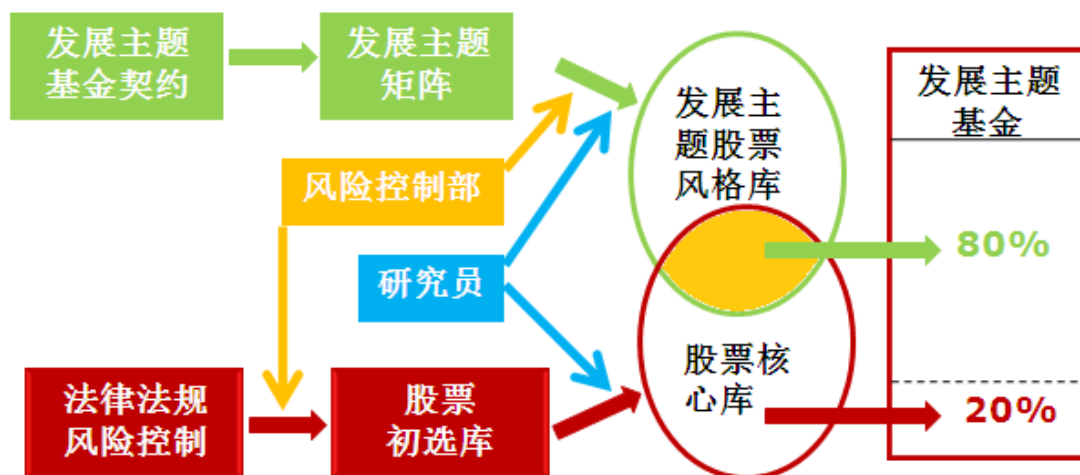 发展主题
基金契约
发展主题
矩阵
发展主
题股票
风格库
发展主题
基金
风险控制部
80%
研究员
股票核
心库
法律法规
风险控制
股票
初选库
20%